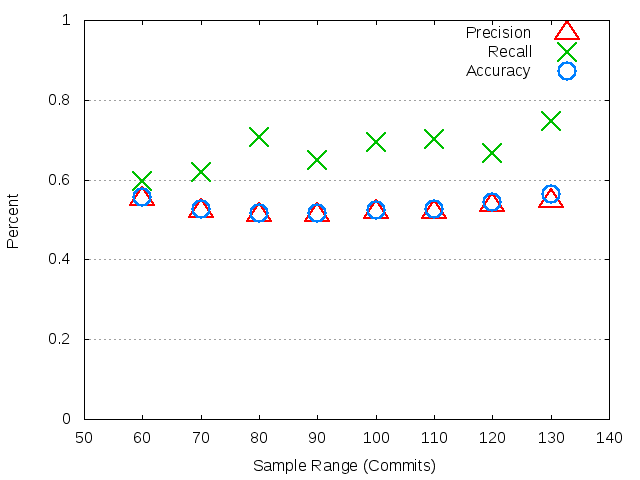 Precision
Recall
Accuracy
1
0.8
0.6
0.4
0.2
0
Percent
50 60 70 80 90 100 110 120 130 140
Sample Range (Commits)